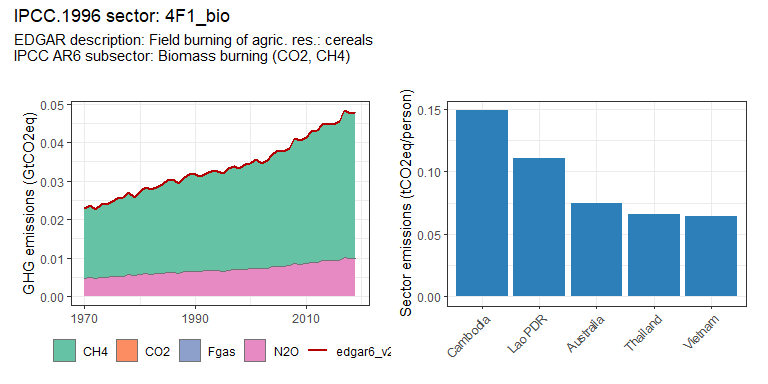 IPCC.1996 sector: 4F1_bio
EDGAR description: Field burning of agric. res.: cereals
IPCC AR6 subsector: Biomass burning (CO2, CH4)
GHG emissions (GtCO2eq)
0.05
0.04
0.03
0.02
0.01
0.00
1970
1990
2010
CH4
CO2
Fgas
N2O
edgar6_v2
Sector emissions (tCO2eq/person)
0.15
0.10
0.05
0.00
Cambodia
Lao PDR
Australia
Thailand
Vietnam